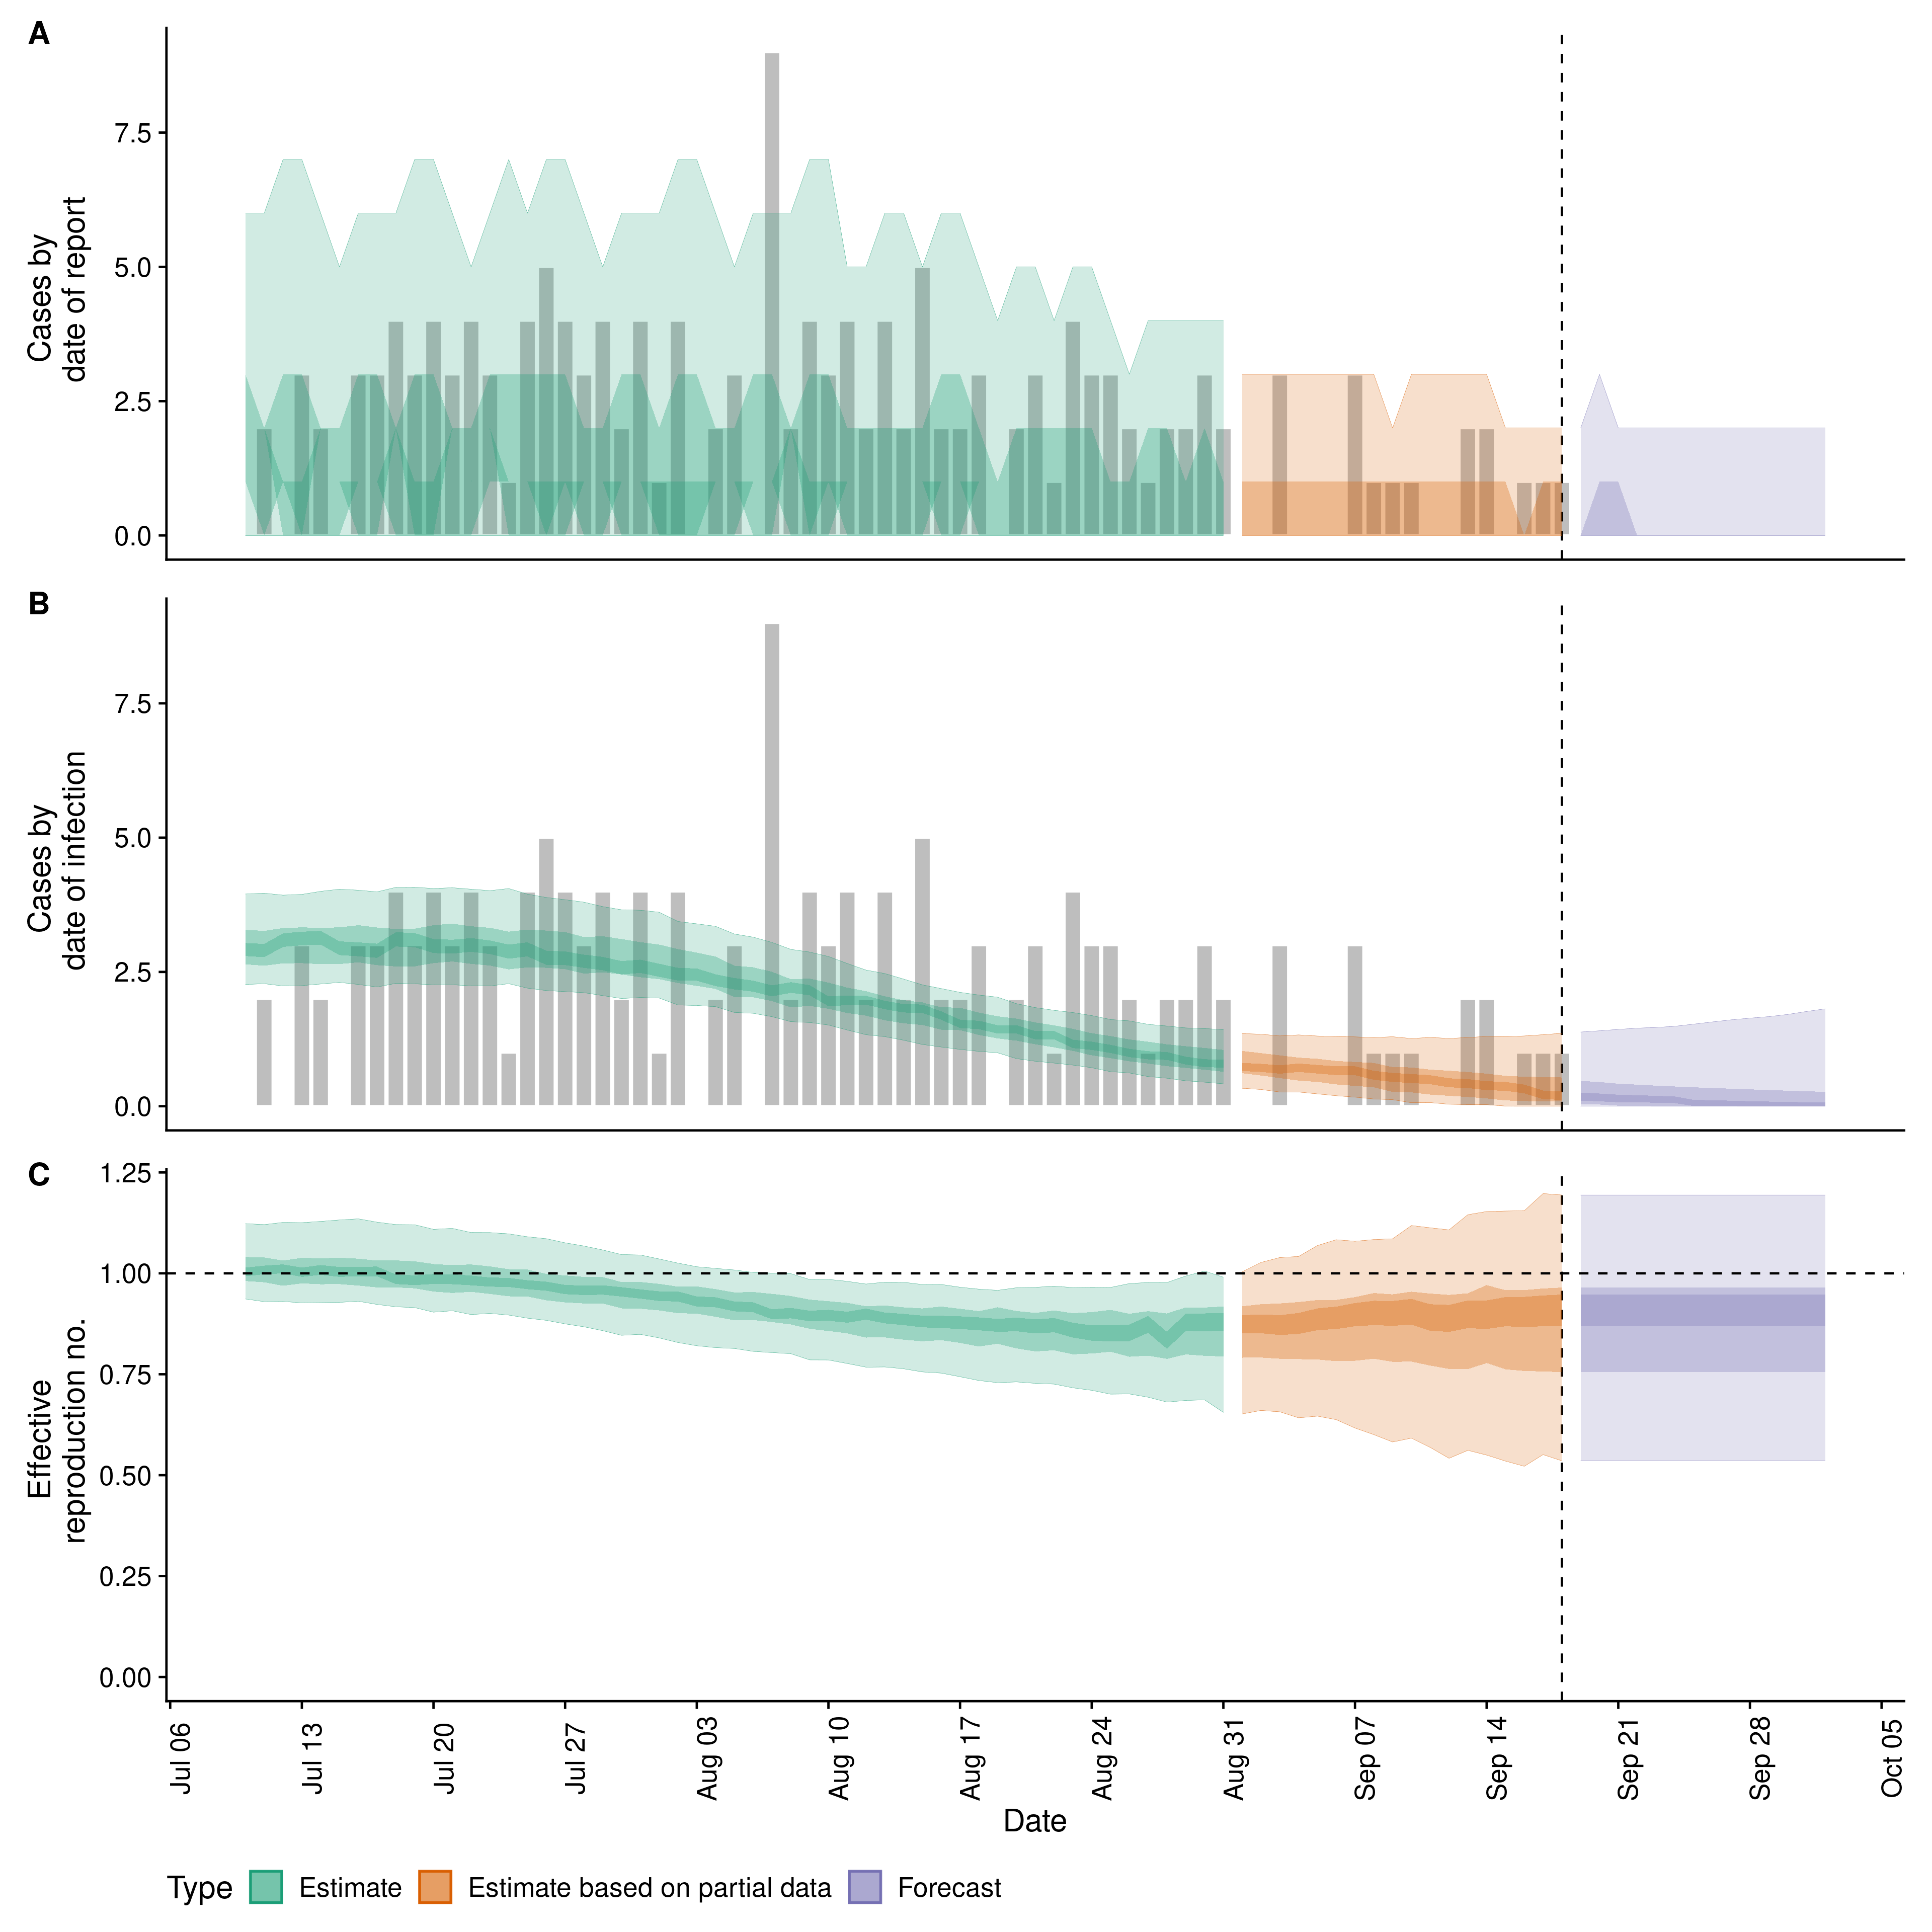 A
Cases by
date of report
7.5
5.0
2.5
0.0
B
Cases by
date of infection
7.5
5.0
2.5
0.0
C
Effective
reproduction no.
1.25
1.00
0.75
0.50
0.25
0.00
Jul 06
Jul 13
Jul 20
Jul 27
Aug 03
Aug 10
Aug 17
Aug 24
Aug 31
Sep 07
Sep 14
Sep 21
Sep 28
Oct 05
Date
Type
Estimate
Estimate based on partial data
Forecast